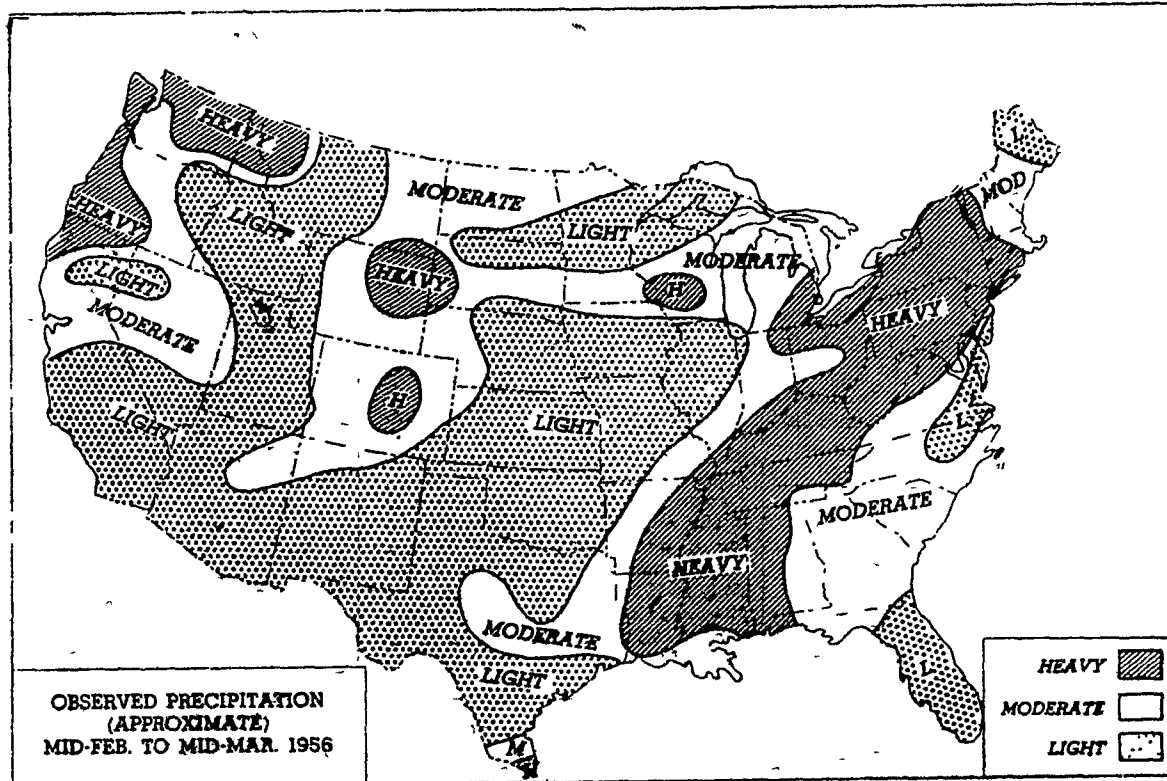 HEAVY
L
MODERATE
MOD
HEAVY
LIGHT
LIGHT
MODERATE
LIGHT
HEAVY
H
HEAVY
MODERATE
H
LIGHT
LIGHT
L
MODERATE
HEAVY
MODERATE
LIGHT
L
M
H
OBSERVED PRECIPITATION
(APPROXIMATE)
MID-FEB. TO MID-MAR. 1956
HEAVY
MODERATE
LIGHT